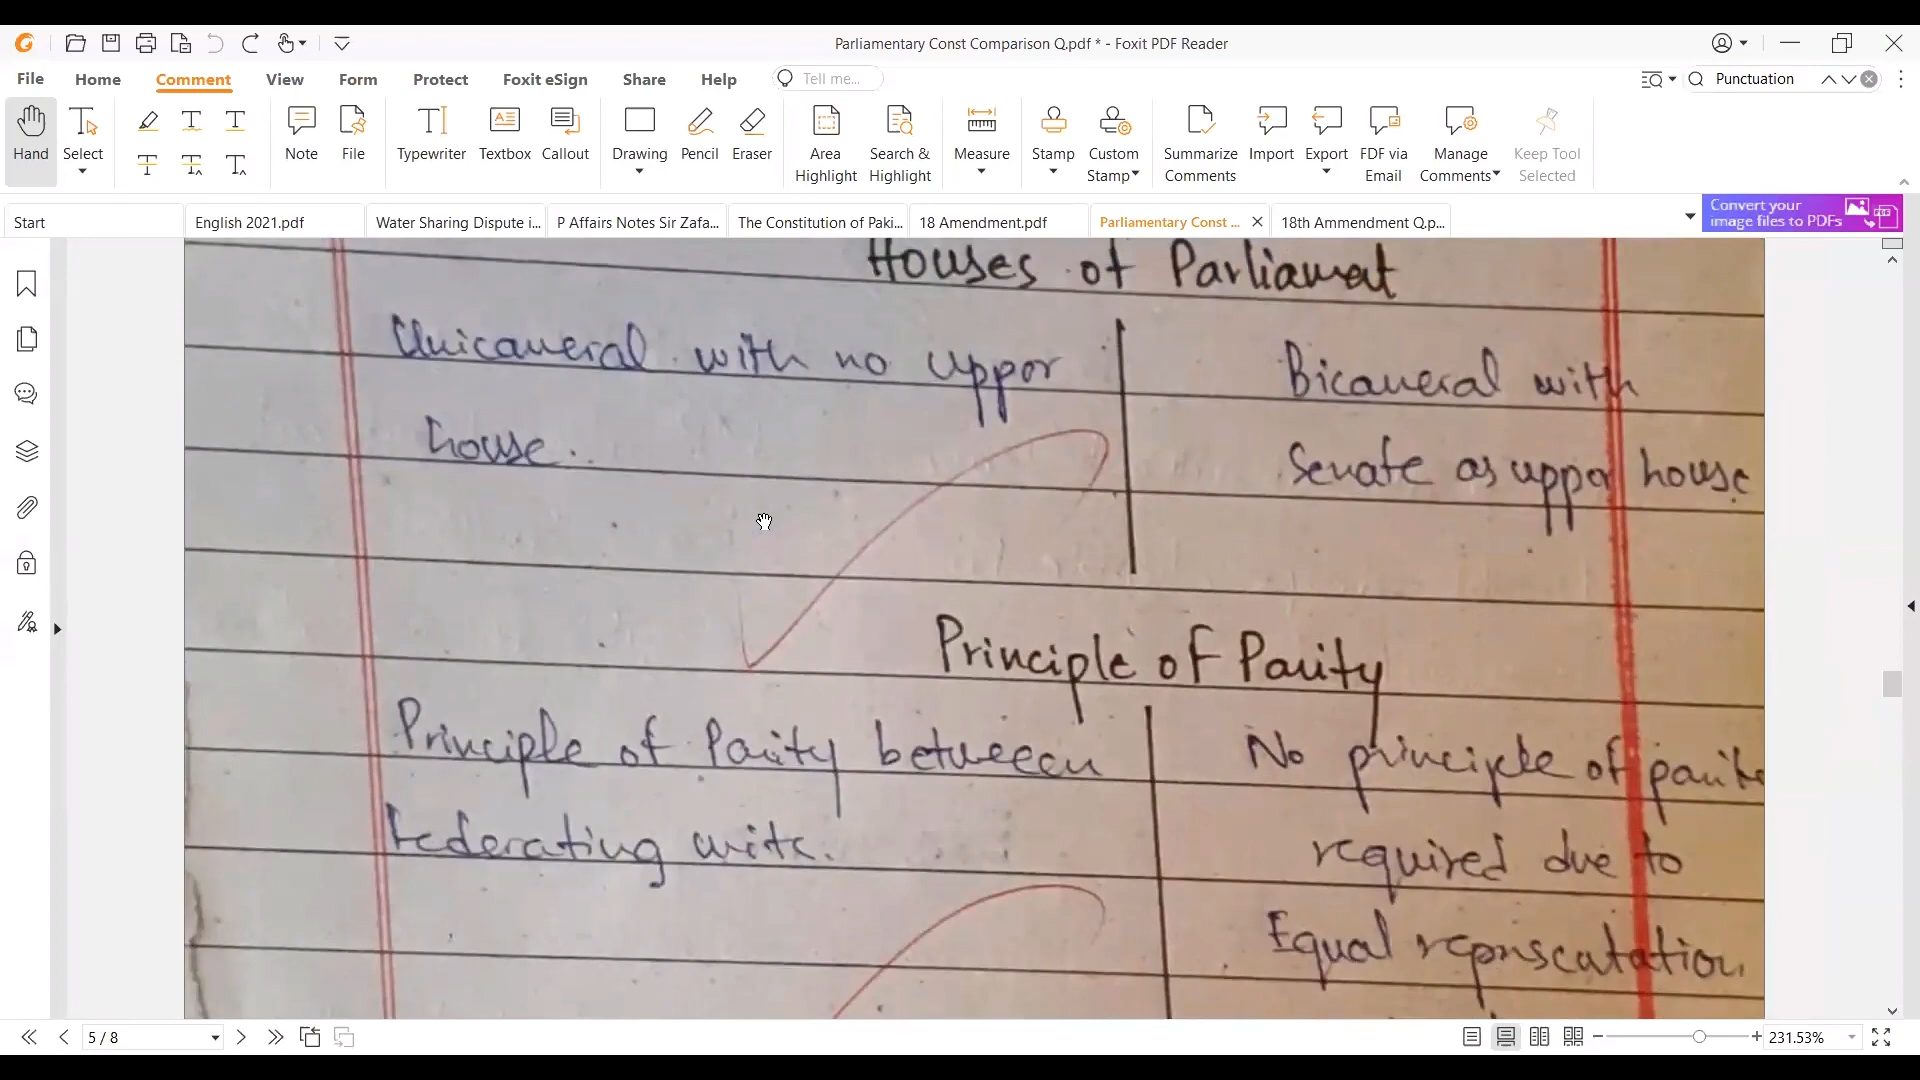 Parliamentary Const Comparison Q.pdf * - Foxit PDF Reader
File Home Comment View Form Protect Share Foxit eSign Help Tell me... Punctuation
Hand Select Note File Typewriter Textbox Callout Drawing Pencil Eraser Area Highlight Search & Highlight Measure Stamp Custom Stamp Summarize Comments Import Export FDF via Email Manage Comments Keep Tool Selected
Start English 2021.pdf Water Sharing Dispute i... P Affairs Notes Sir Zafa... The Constitution of Paki... 18 Amendment.pdf Parliamentary Const ... 18th Ammendment Q.p...
Convert your
image files to PDFs
Houses of Parliamet
Unicameral with no uppor
house.
Bicameral with
Senate as uppor house
Principle of Parity
Principle of Parity between
federating units.
No principle of parity
required due to
Equal represcatation.
5 / 8
231.53%